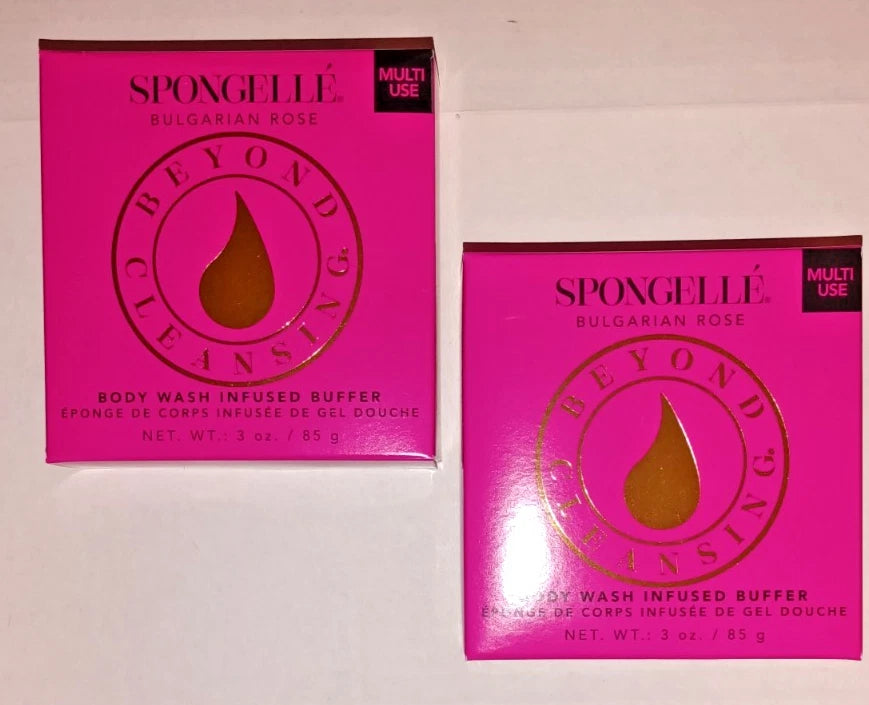 SPONGELLÉ®
MULTI
USE
BULGARIAN ROSE
BEYOND
CLEANSING®
BODY WASH INFUSED BUFFER
ÉPONGE DE CORPS INFUSÉE DE GEL DOUCHE
NET. WT.: 3 oz. / 85 g
SPONGELLÉ®
MULTI
USE
BULGARIAN ROSE
BEYOND
CLEANSING®
BODY WASH INFUSED BUFFER
ÉPONGE DE CORPS INFUSÉE DE GEL DOUCHE
NET. WT.: 3 oz. / 85 g